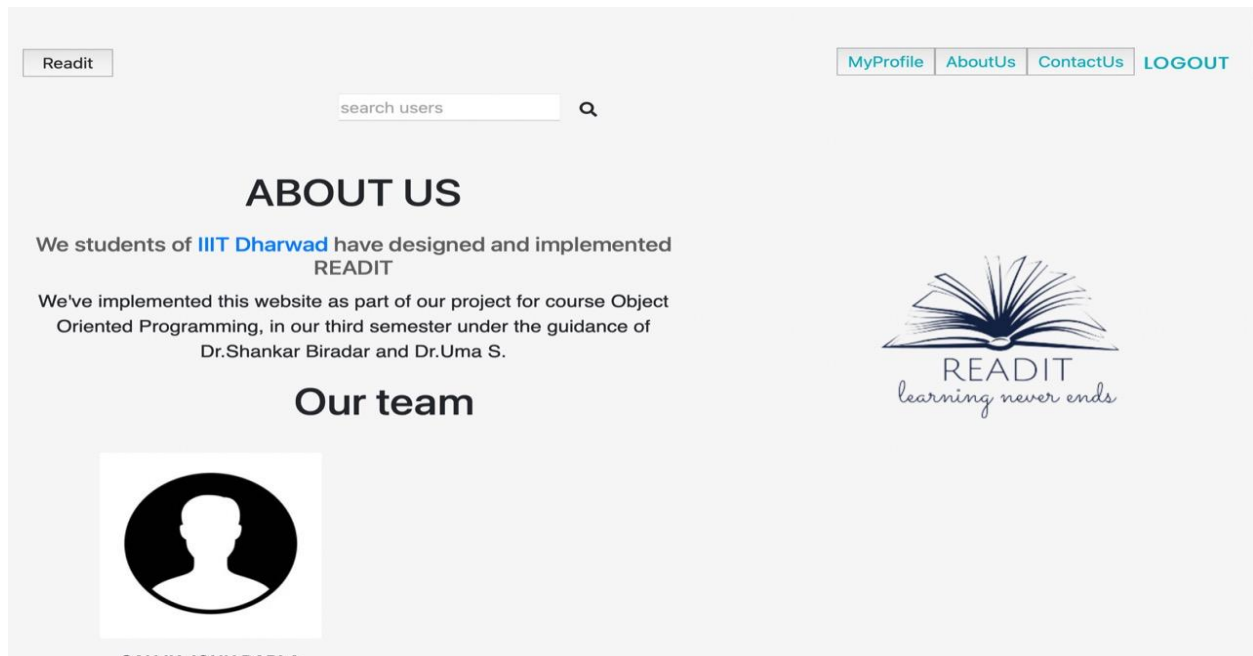 Readit
MyProfile AboutUs ContactUs LOGOUT
search users
ABOUT US
We students of IIIT Dharwad have designed and implemented
READIT
We've implemented this website as part of our project for course Object
Oriented Programming, in our third semester under the guidance of
Dr.Shankar Biradar and Dr.Uma S.
READIT
learning never ends
Our team